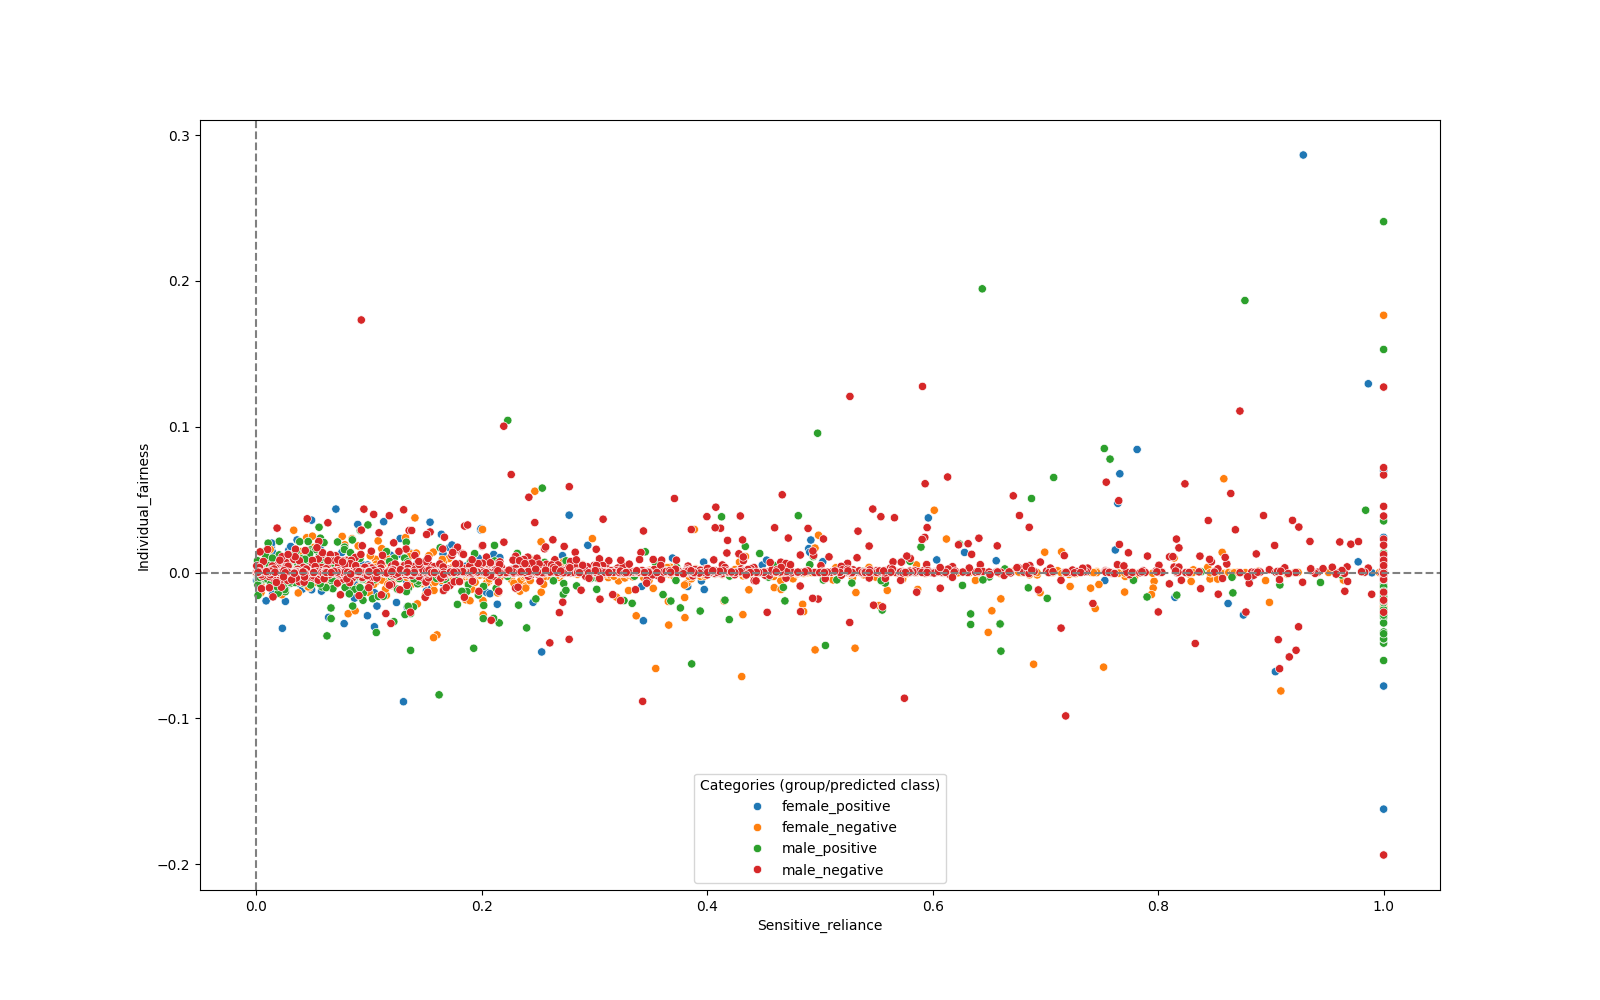 0.3
0.2
0.1
0.0
−0.1
−0.2
Individual_fairness
Categories (group/predicted class)
female_positive
female_negative
male_positive
male_negative
0.0 0.2 0.4 0.6 0.8 1.0
Sensitive_reliance